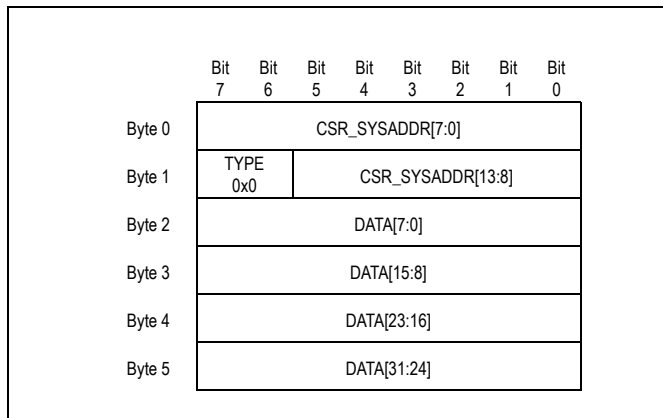 Bit Bit Bit Bit Bit Bit Bit Bit
7 6 5 4 3 2 1 0
Byte 0 CSR_SYSADDR[7:0]
Byte 1 TYPE 0x0 CSR_SYSADDR[13:8]
Byte 2 DATA[7:0]
Byte 3 DATA[15:8]
Byte 4 DATA[23:16]
Byte 5 DATA[31:24]